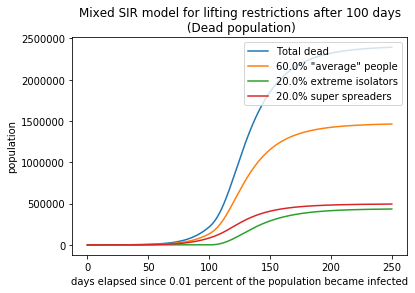 Mixed SIR model for lifting restrictions after 100 days
(Dead population)
2500000
2000000
1500000
1000000
500000
0
population
Total dead
60.0% "average" people
20.0% extreme isolators
20.0% super spreaders
0 50 100 150 200 250
days elapsed since 0.01 percent of the population became infected